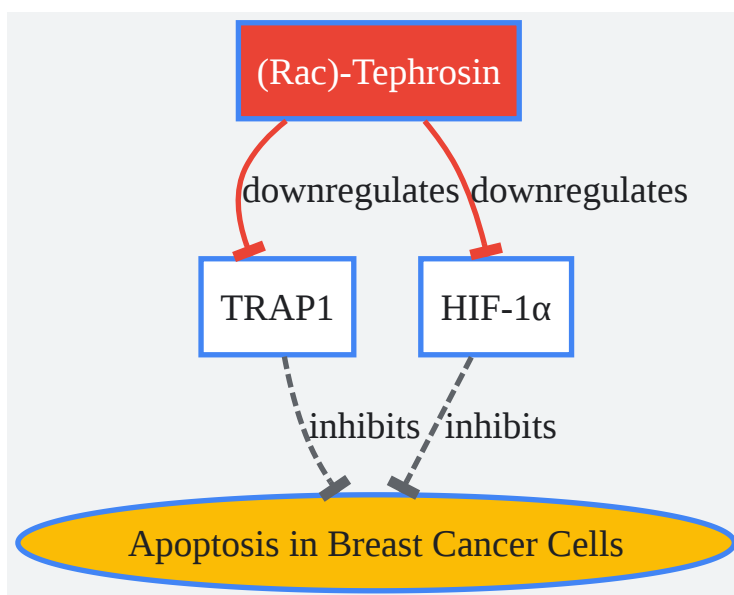 (Rac)-Tephrosin
downregulates downregulates
TRAP1 HIF-1α
inhibits inhibits
Apoptosis in Breast Cancer Cells